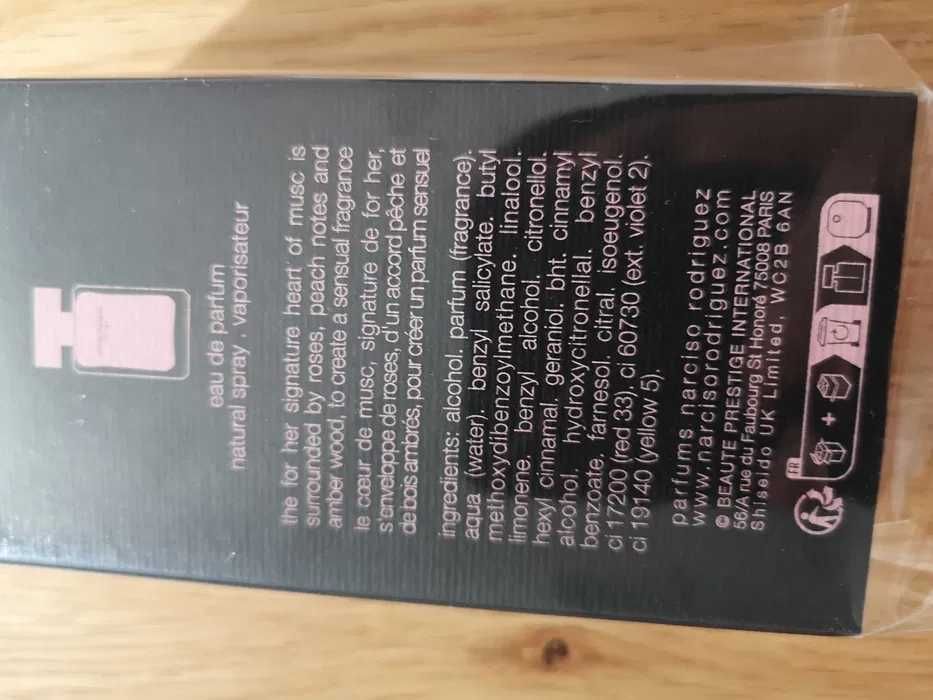 eau de parfum
natural spray . vaporisateur
the for her signature heart of musc is
surrounded by roses, peach notes and
amber wood, to create a sensual fragrance
le cœur de musc, signature de for her,
s'enveloppe de roses, d'un accord pêche et
de bois ambrés, pour créer un parfum sensuel
ingredients: alcohol. parfum (fragrance).
aqua (water). benzyl salicylate. butyl
methoxydibenzoylmethane. linalool.
limonene. benzyl alcohol. citronellol.
hexyl cinnamal. geraniol. bht. cinnamyl
alcohol. hydroxycitronellal. benzyl
benzoate. farnesol. citral. isoeugenol.
ci 17200 (red 33). ci 60730 (ext. violet 2).
ci 19140 (yellow 5).
parfums narciso rodriguez
www.narcisorodriguez.com
© BEAUTE PRESTIGE INTERNATIONAL
56/A rue du Faubourg St Honoré 75008 PARIS
Shiseido UK Limited, WC2B 6AN
FR
+